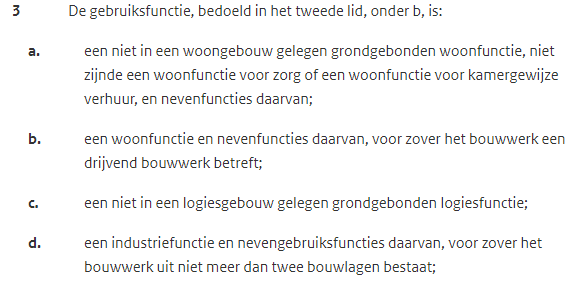 3 De gebruiksfunctie, bedoeld in het tweede lid, onder b, is:
a. een niet in een woongebouw gelegen grondgebonden woonfunctie, niet
zijnde een woonfunctie voor zorg of een woonfunctie voor kamergewijze
verhuur, en nevenfuncties daarvan;
b. een woonfunctie en nevenfuncties daarvan, voor zover het bouwwerk een
drijvend bouwwerk betreft;
c. een niet in een logiesgebouw gelegen grondgebonden logiesfunctie;
d. een industriefunctie en nevengebruiksfuncties daarvan, voor zover het
bouwwerk uit niet meer dan twee bouwlagen bestaat;